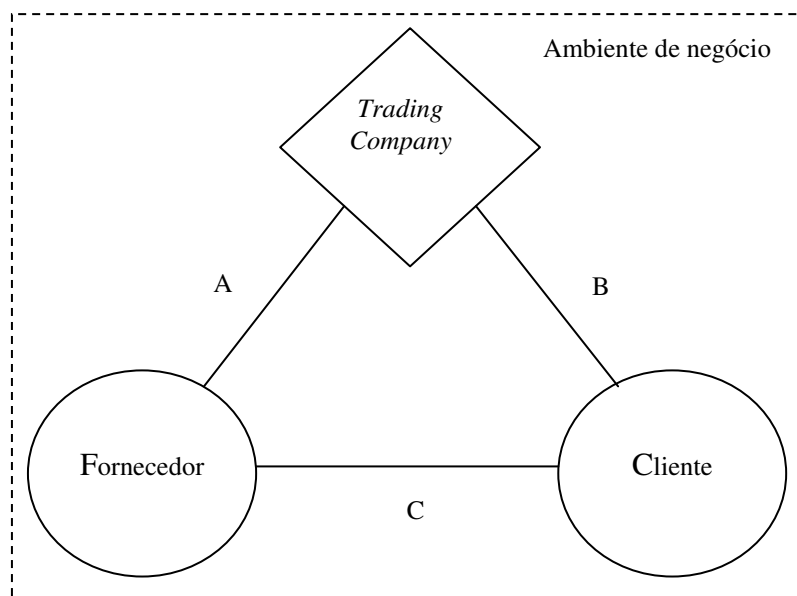 Ambiente de negócio
Trading
Company
A
B
Fornecedor
Cliente
C